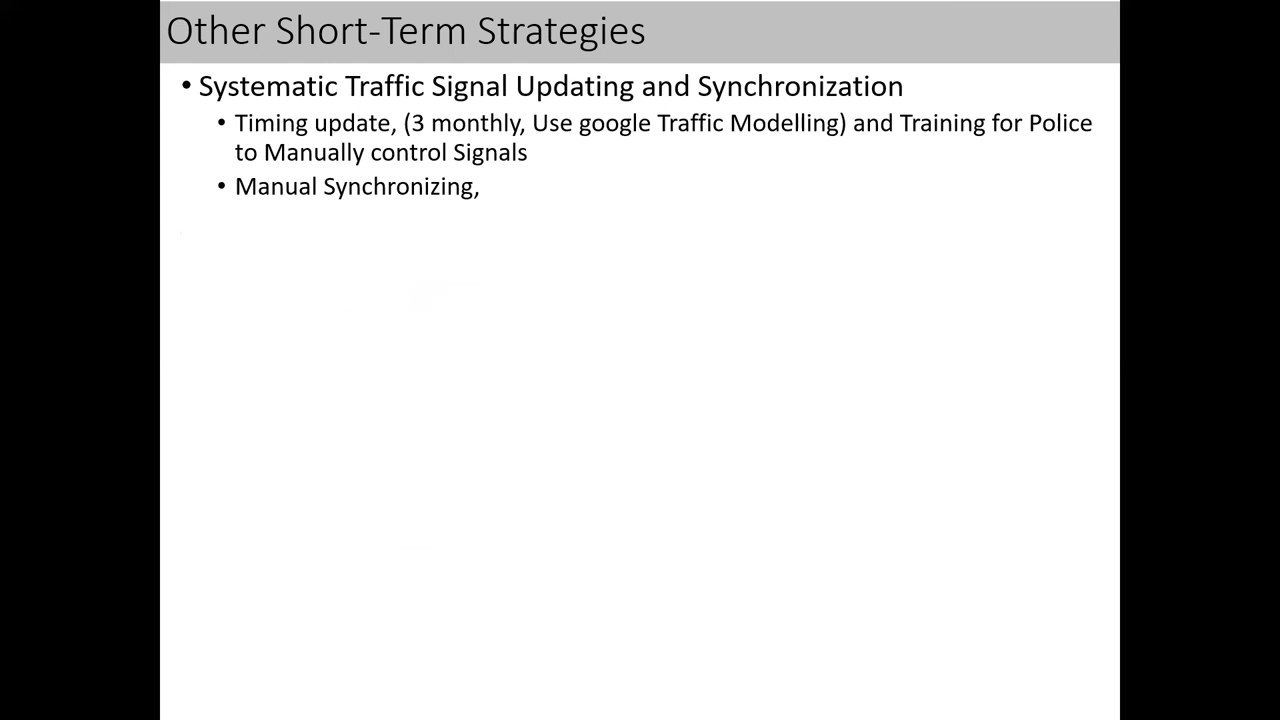 Other Short-Term Strategies
• Systematic Traffic Signal Updating and Synchronization
• Timing update, (3 monthly, Use google Traffic Modelling) and Training for Police
to Manually control Signals
• Manual Synchronizing,